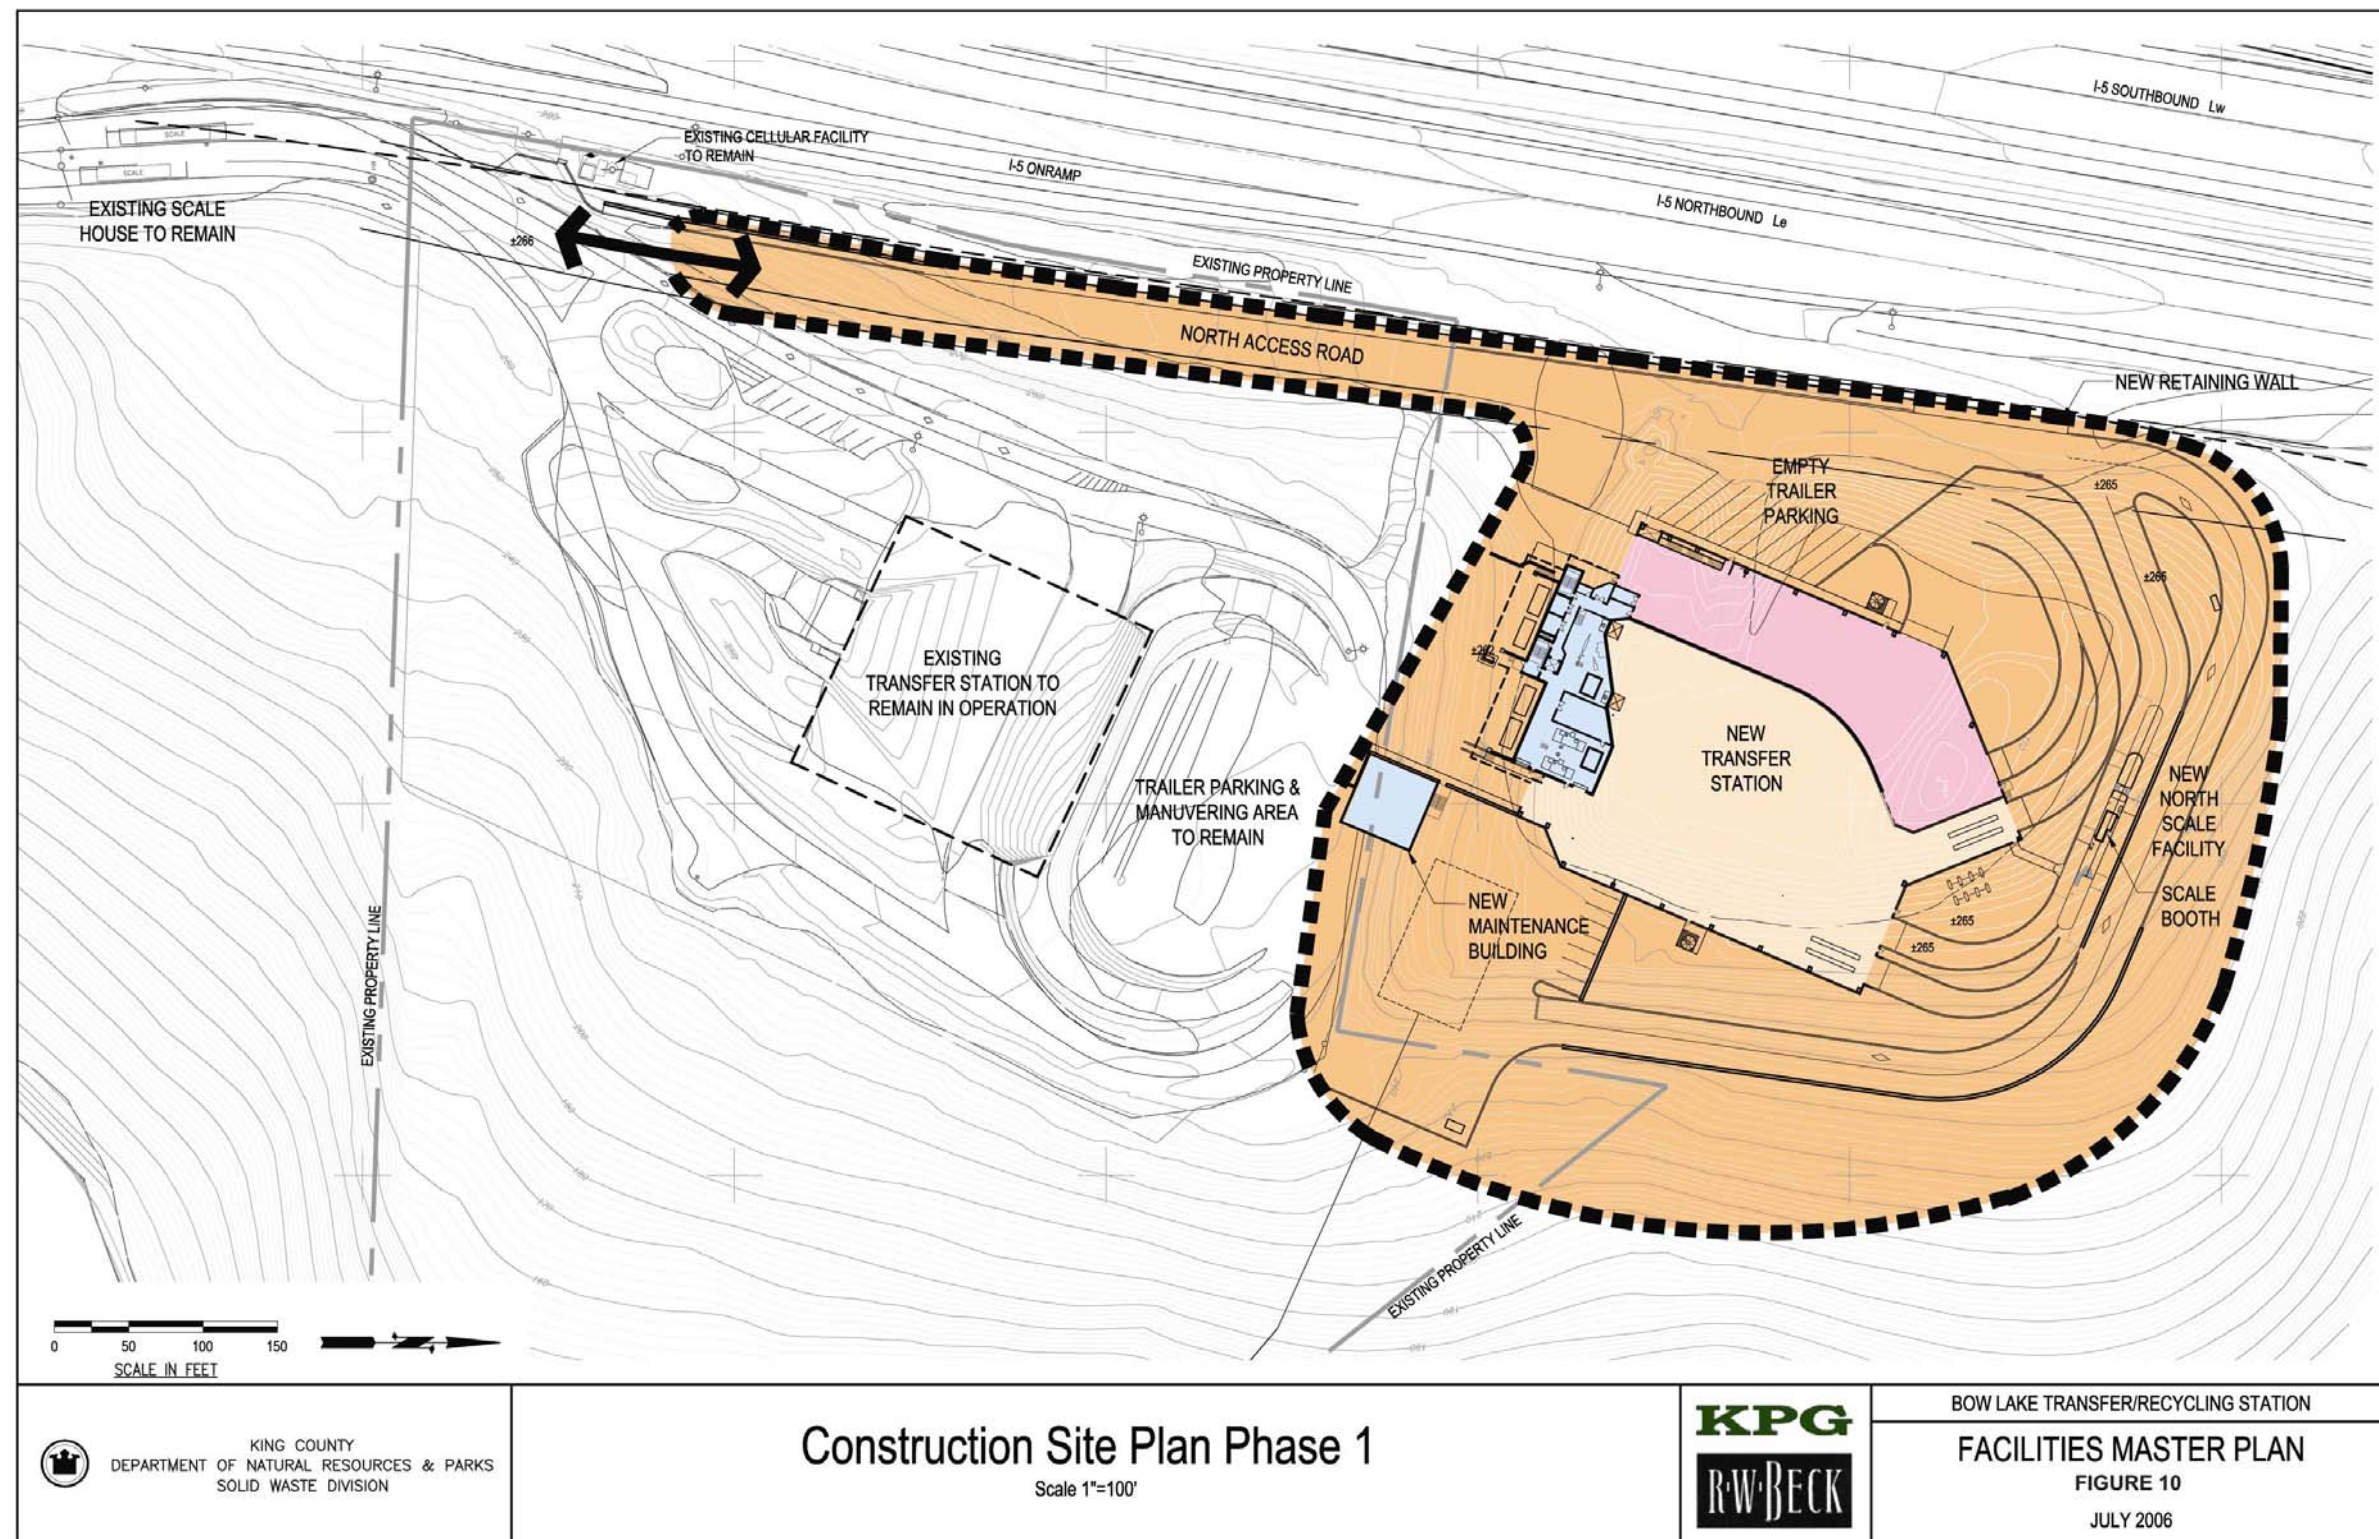 I-5 SOUTHBOUND Lw
EXISTING CELLULAR FACILITY
TO REMAIN
SCALE
SCALE
I-5 ONRAMP
I-5 NORTHBOUND Le
EXISTING SCALE
HOUSE TO REMAIN
±266
EXISTING PROPERTY LINE
NORTH ACCESS ROAD
NEW RETAINING WALL
EMPTY
TRAILER
PARKING
±265
±265
±262
EXISTING
TRANSFER STATION TO
REMAIN IN OPERATION
NEW
TRANSFER
STATION
TRAILER PARKING &
MANUVERING AREA
TO REMAIN
NEW
NORTH
SCALE
FACILITY
SCALE
BOOTH
NEW
MAINTENANCE
BUILDING
±265
±265
EXISTING PROPERTY LINE
EXISTING PROPERTY LINE
0 50 100 150
SCALE IN FEET
KING COUNTY
DEPARTMENT OF NATURAL RESOURCES & PARKS
SOLID WASTE DIVISION
Construction Site Plan Phase 1
Scale 1"=100'
KPG
R·W·BECK
BOW LAKE TRANSFER/RECYCLING STATION
FACILITIES MASTER PLAN
FIGURE 10
JULY 2006